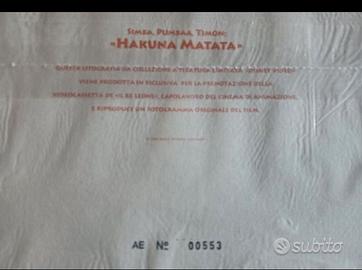 SIMBA, PUMBAA, TIMON:
«HAKUNA MATATA»
QUESTA LITOGRAFIA DA COLLEZIONE A TIRATURA LIMITATA
VIENE PRODOTTA IN ESCLUSIVA PER LA PRENOTAZIONE DELLA
VIDEOCASSETTA DE «IL RE LEONE», CAPOLAVORO DEL CINEMA DI ANIMAZIONE,
E RIPRODUCE UN FOTOGRAMMA ORIGINALE DEL FILM.
AE Nº 00553
subito